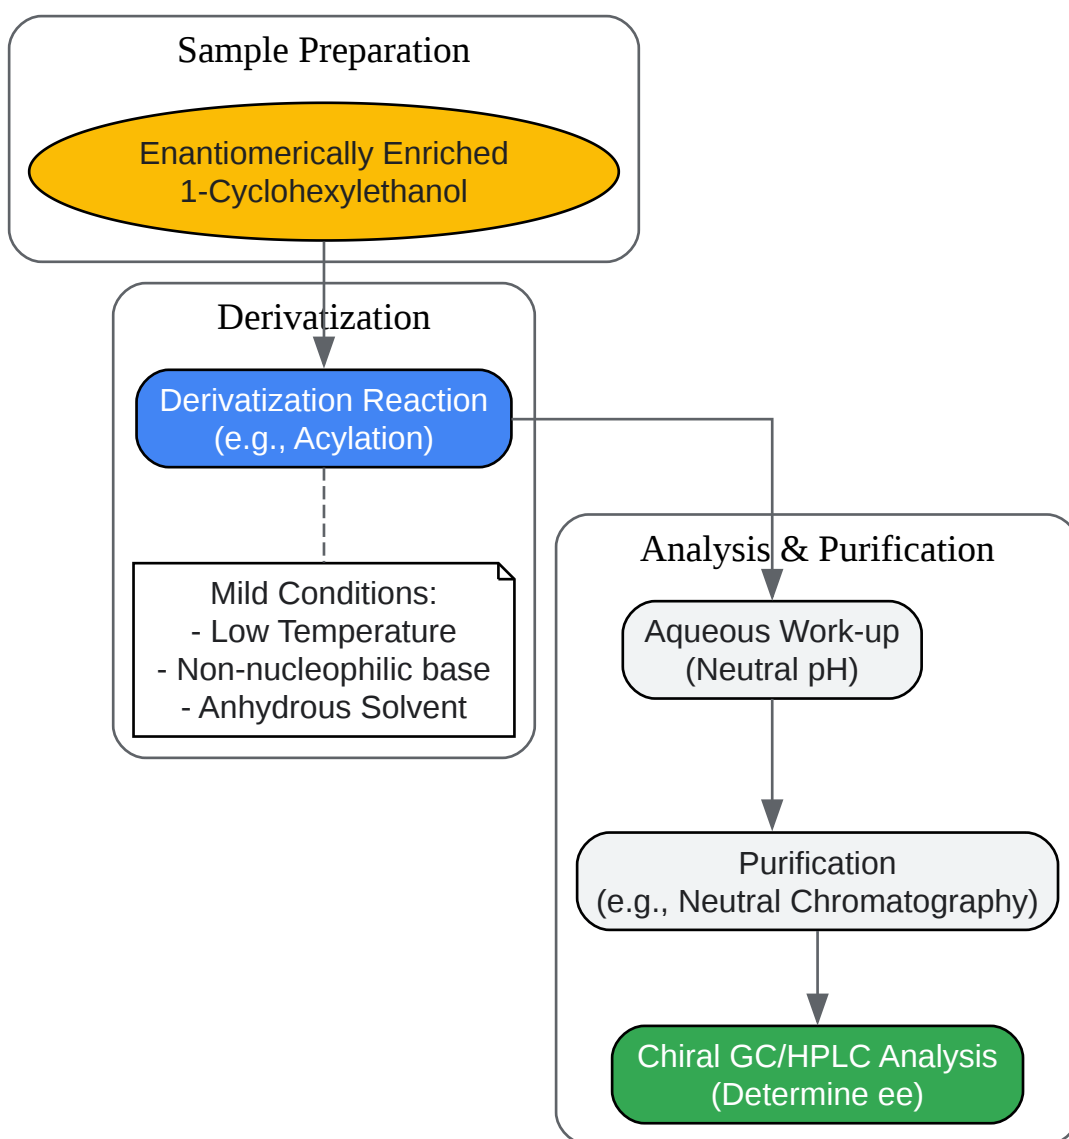 Sample Preparation
Enantiomerically Enriched
1-Cyclohexylethanol
Derivatization
Derivatization Reaction
(e.g., Acylation)
Mild Conditions:
- Low Temperature
- Non-nucleophilic base
- Anhydrous Solvent
Analysis & Purification
Aqueous Work-up
(Neutral pH)
Purification
(e.g., Neutral Chromatography)
Chiral GC/HPLC Analysis
(Determine ee)